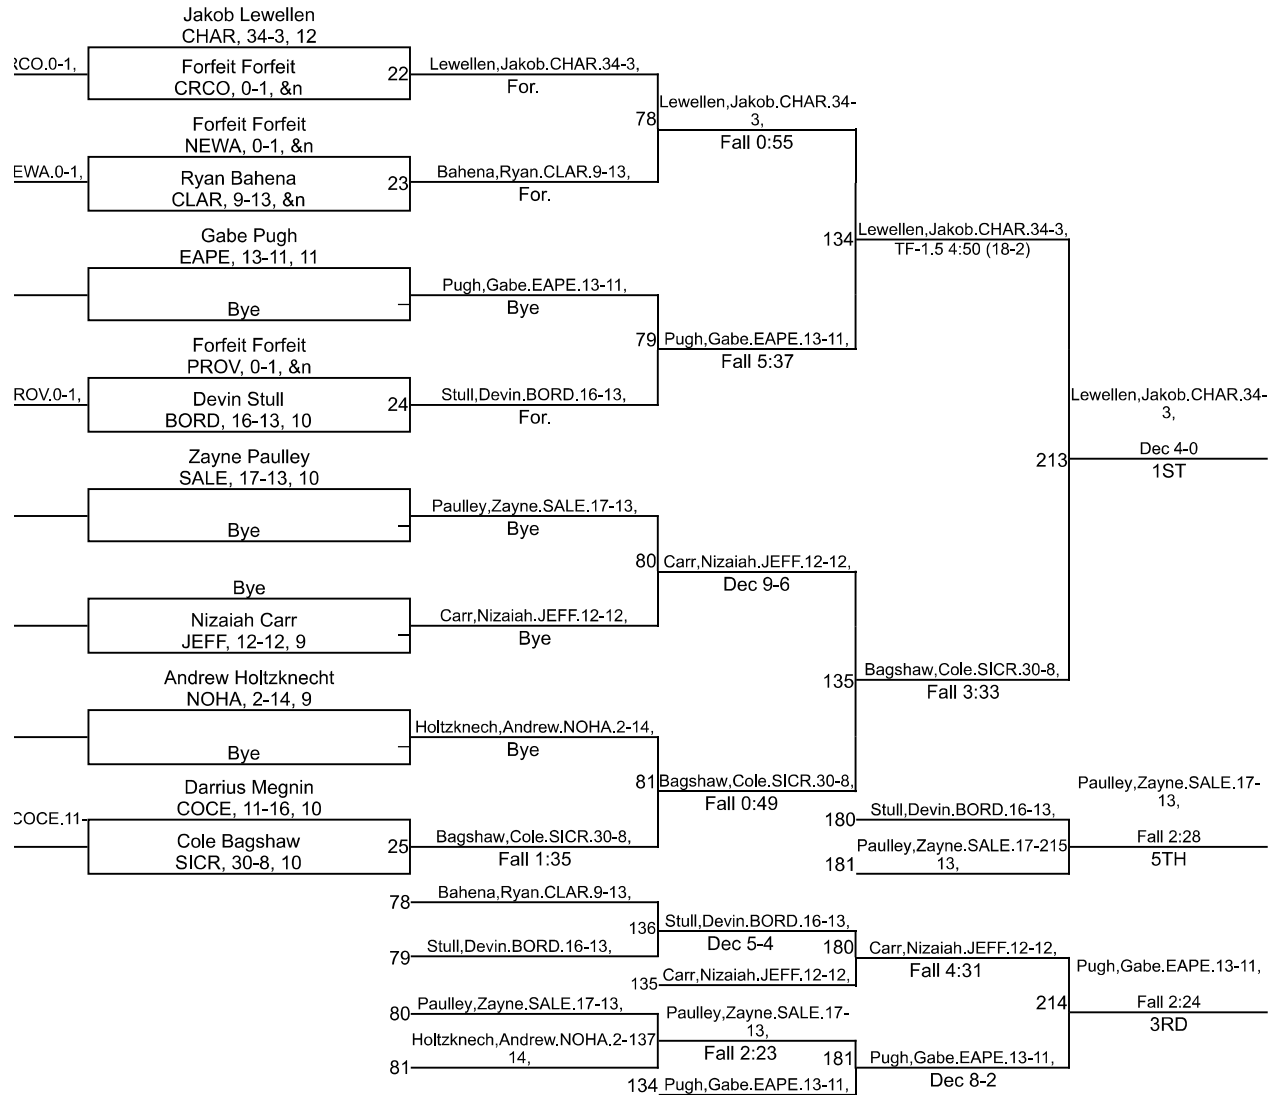 Jakob Lewellen
CHAR, 34-3, 12
RCO.0-1,
Forfeit Forfeit
CRCO, 0-1, &n
22
Lewellen,Jakob.CHAR.34-3,
For.
Forfeit Forfeit
NEWA, 0-1, &n
EWA.0-1,
Ryan Bahena
CLAR, 9-13, &n
23
Bahena,Ryan.CLAR.9-13,
For.
78
Lewellen,Jakob.CHAR.34-
3,
Fall 0:55
Gabe Pugh
EAPE, 13-11, 11
Bye
Pugh,Gabe.EAPE.13-11,
Bye
Forfeit Forfeit
PROV, 0-1, &n
ROV.0-1,
Devin Stull
BORD, 16-13, 10
24
Stull,Devin.BORD.16-13,
For.
79
Pugh,Gabe.EAPE.13-11,
Fall 5:37
134
Lewellen,Jakob.CHAR.34-3,
TF-1.5 4:50 (18-2)
Zayne Paulley
SALE, 17-13, 10
Bye
Paulley,Zayne.SALE.17-13,
Bye
Bye
Nizaiah Carr
JEFF, 12-12, 9
Carr,Nizaiah.JEFF.12-12,
Bye
80
Carr,Nizaiah.JEFF.12-12,
Dec 9-6
Andrew Holtzknecht
NOHA, 2-14, 9
Bye
Holtzknech,Andrew.NOHA.2-14,
Bye
Darrius Megnin
COCE, 11-16, 10
COCE.11-
Cole Bagshaw
SICR, 30-8, 10
25
Bagshaw,Cole.SICR.30-8,
Fall 1:35
81
Bagshaw,Cole.SICR.30-8,
Fall 0:49
135
Bagshaw,Cole.SICR.30-8,
Fall 3:33
213
Lewellen,Jakob.CHAR.34-
3,
Dec 4-0
1ST
180
Stull,Devin.BORD.16-13,
181
Paulley,Zayne.SALE.17-215
13,
Paulley,Zayne.SALE.17-
13,
Fall 2:28
5TH
78
Bahena,Ryan.CLAR.9-13,
79
Stull,Devin.BORD.16-13,
136
Stull,Devin.BORD.16-13,
Dec 5-4
135
Carr,Nizaiah.JEFF.12-12,
180
Carr,Nizaiah.JEFF.12-12,
Fall 4:31
80
Paulley,Zayne.SALE.17-13,
81
Holtzknech,Andrew.NOHA.2-137
14,
Paulley,Zayne.SALE.17-
13,
Fall 2:23
134
Pugh,Gabe.EAPE.13-11,
181
Pugh,Gabe.EAPE.13-11,
Dec 8-2
214
Pugh,Gabe.EAPE.13-11,
Fall 2:24
3RD